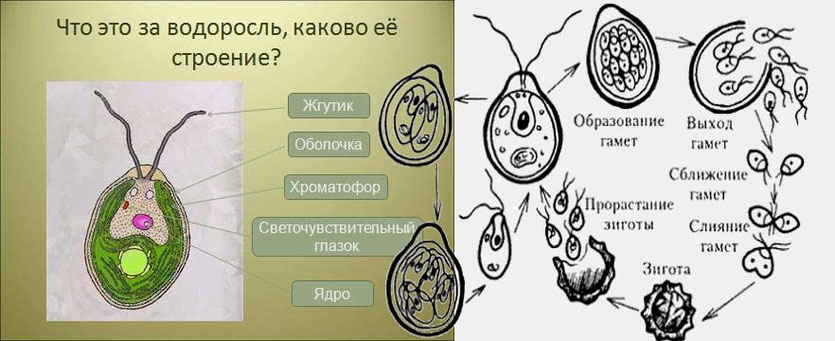 Что это за водоросль, каково её
строение?
Жгутик
Оболочка
Хроматофор
Светочувствительный
глазок
Ядро
Образование
гамет
Выход
гамет
Сближение
гамет
Слияние
гамет
Зигота
Прорастание
зиготы